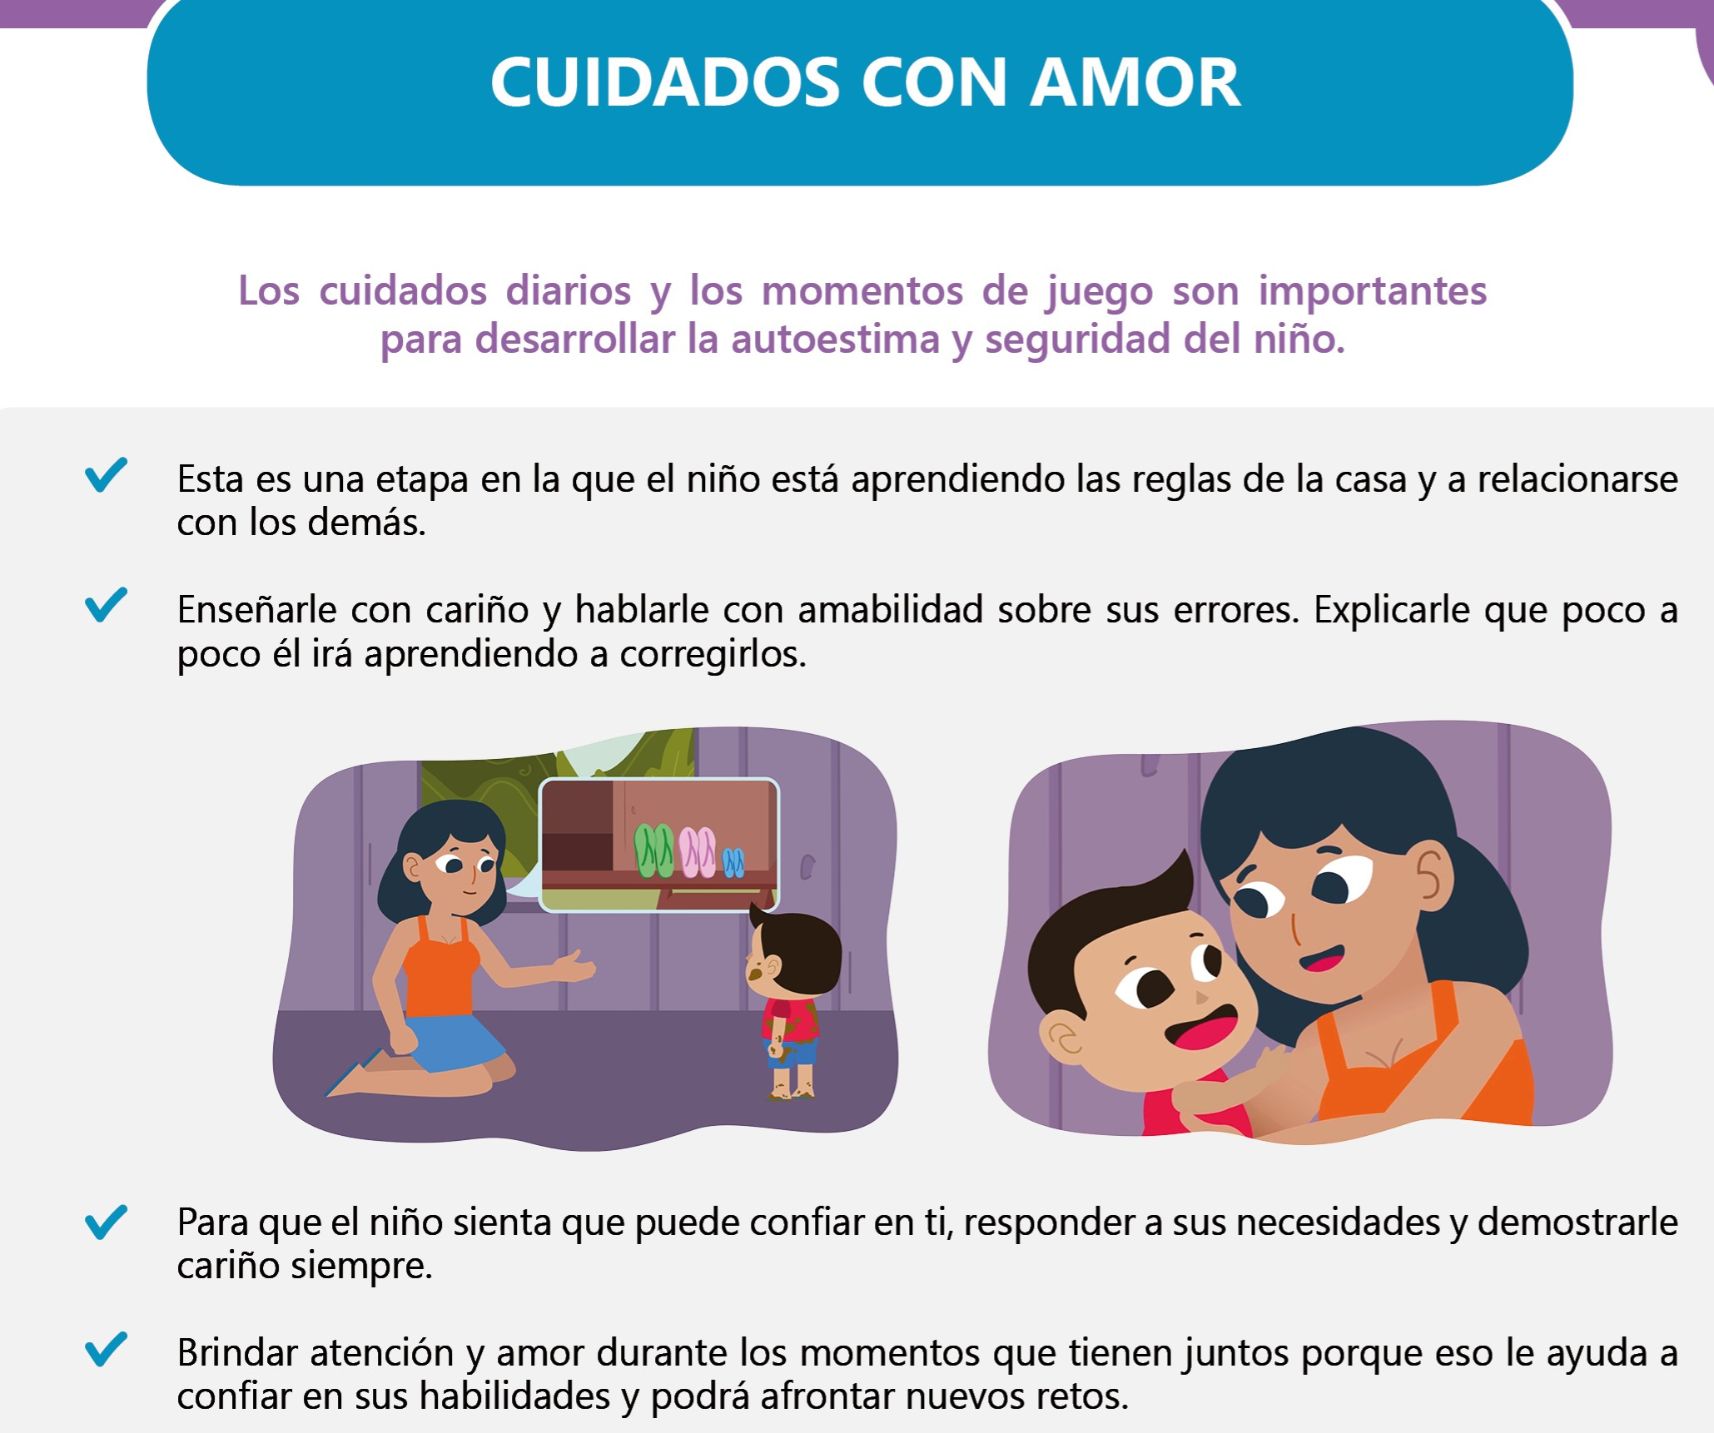 CUIDADOS CON AMOR
Los cuidados diarios y los momentos de juego son importantes
para desarrollar la autoestima y seguridad del niño.
Esta es una etapa en la que el niño está aprendiendo las reglas de la casa y a relacionarse
con los demás.
Enseñarle con cariño y hablarle con amabilidad sobre sus errores. Explicarle que poco a
poco él irá aprendiendo a corregirlos.
Para que el niño sienta que puede confiar en ti, responder a sus necesidades y demostrarle
cariño siempre.
Brindar atención y amor durante los momentos que tienen juntos porque eso le ayuda a
confiar en sus habilidades y podrá afrontar nuevos retos.